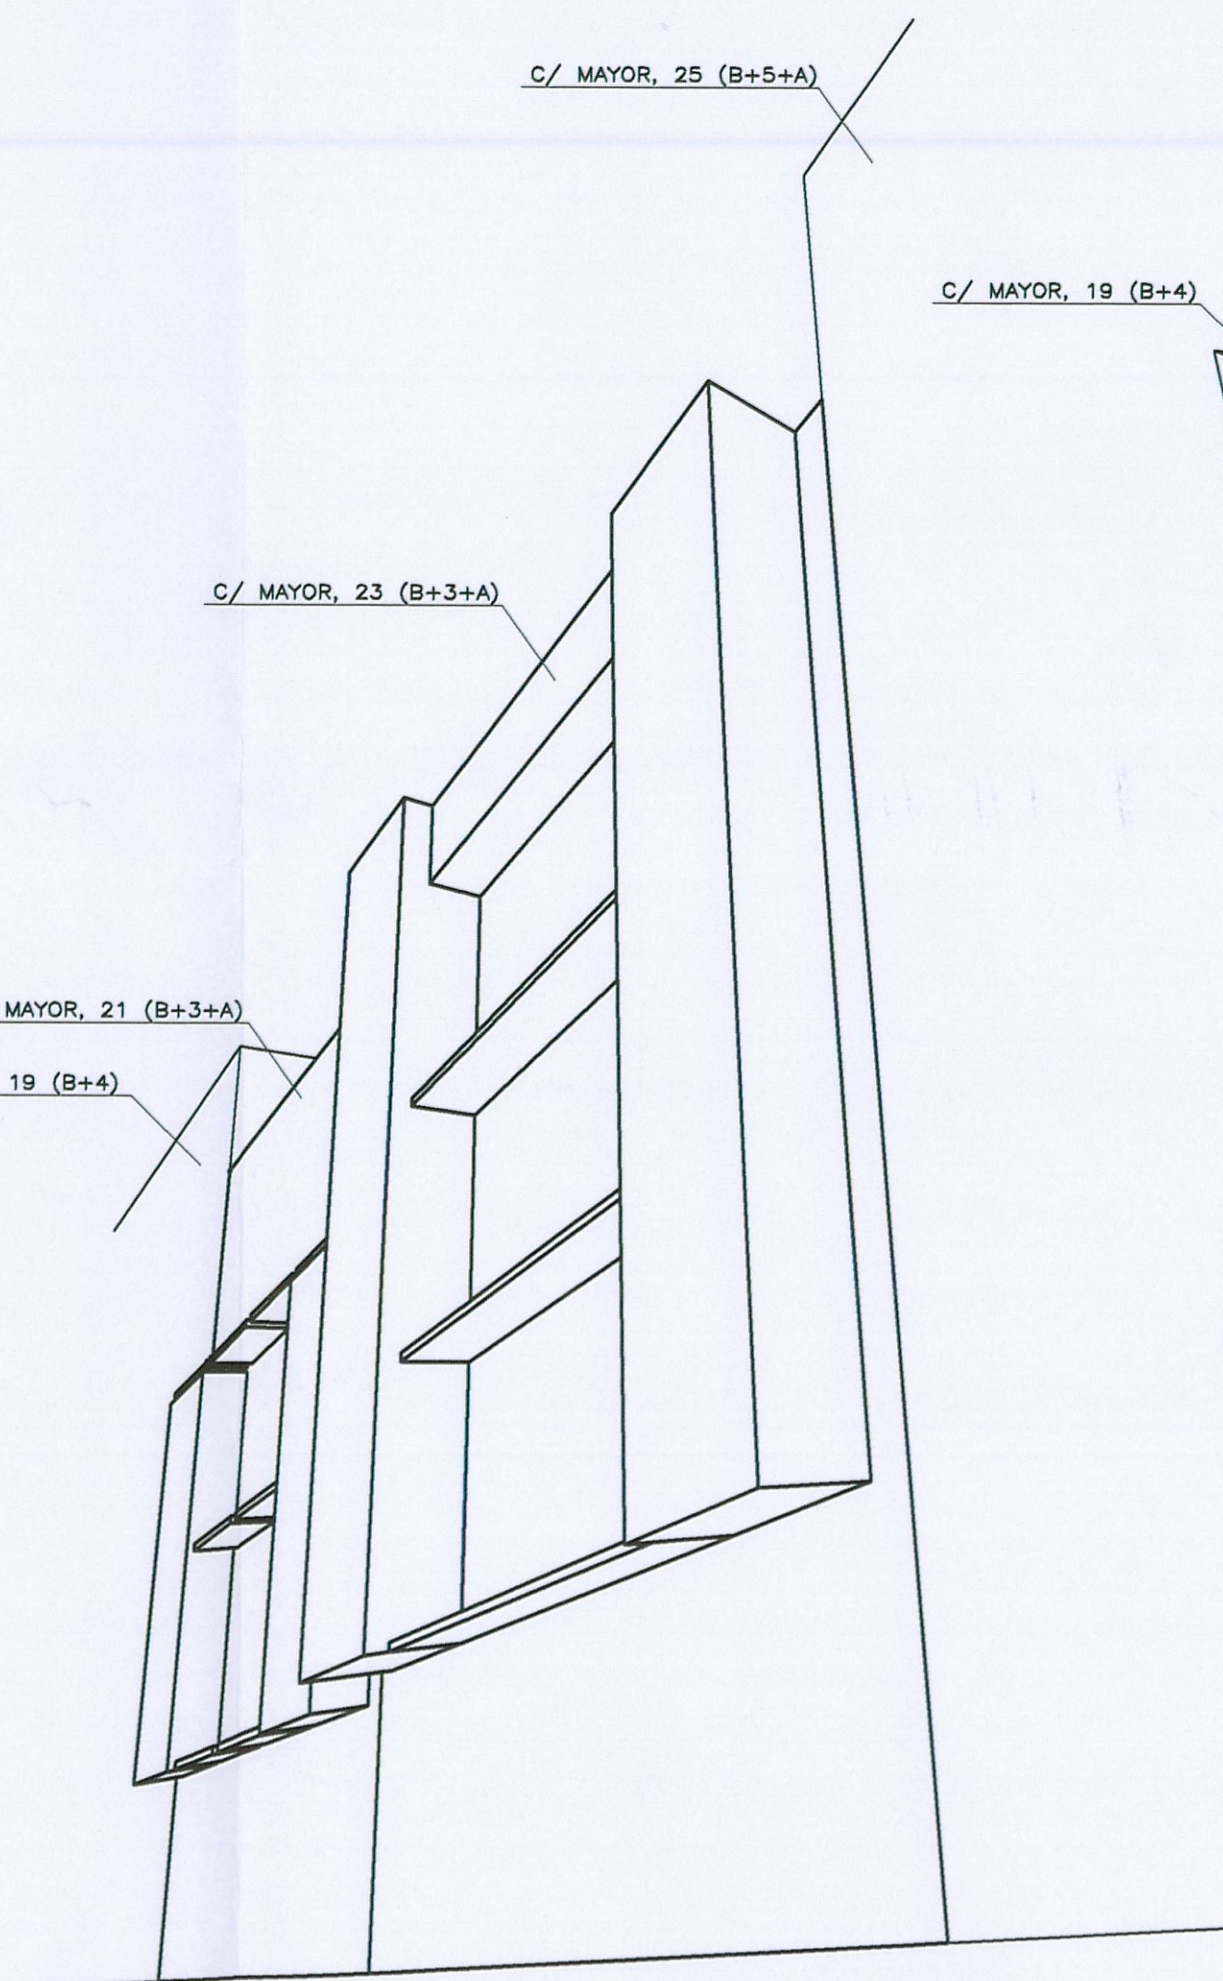 C/ MAYOR, 25 (B+5+A)
C/ MAYOR, 19 (B+4)
C/ MAYOR, 23 (B+3+A)
MAYOR, 21 (B+3+A)
19 (B+4)